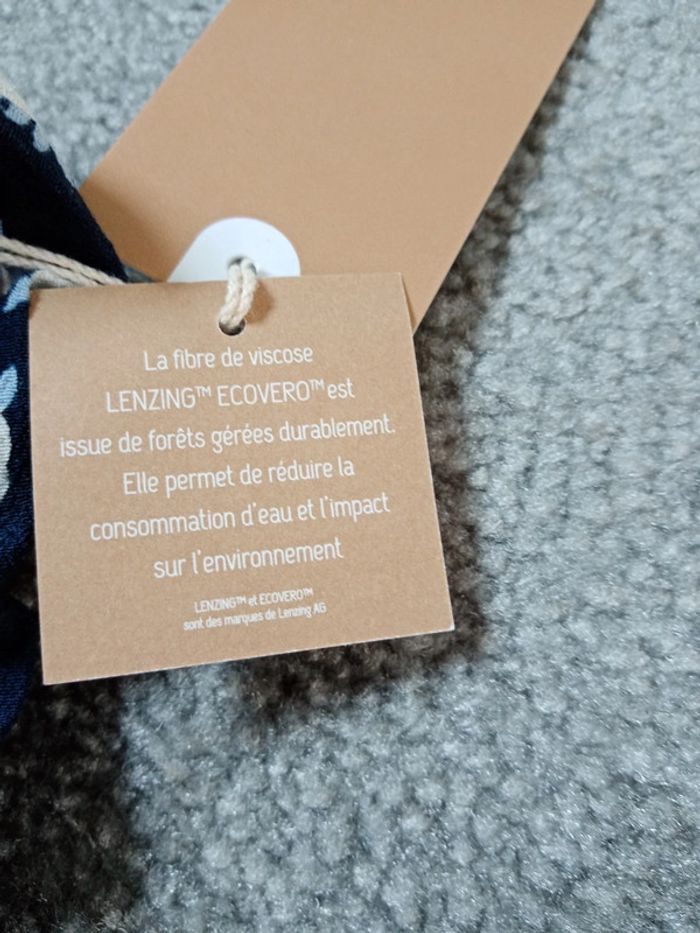 La fibre de viscose
LENZING™ ECOVERO™ est
issue de forêts gérées durablement.
Elle permet de réduire la
consommation d'eau et l'impact
sur l'environnement
LENZING™ et ECOVERO™
sont des marques de Lenzing AG